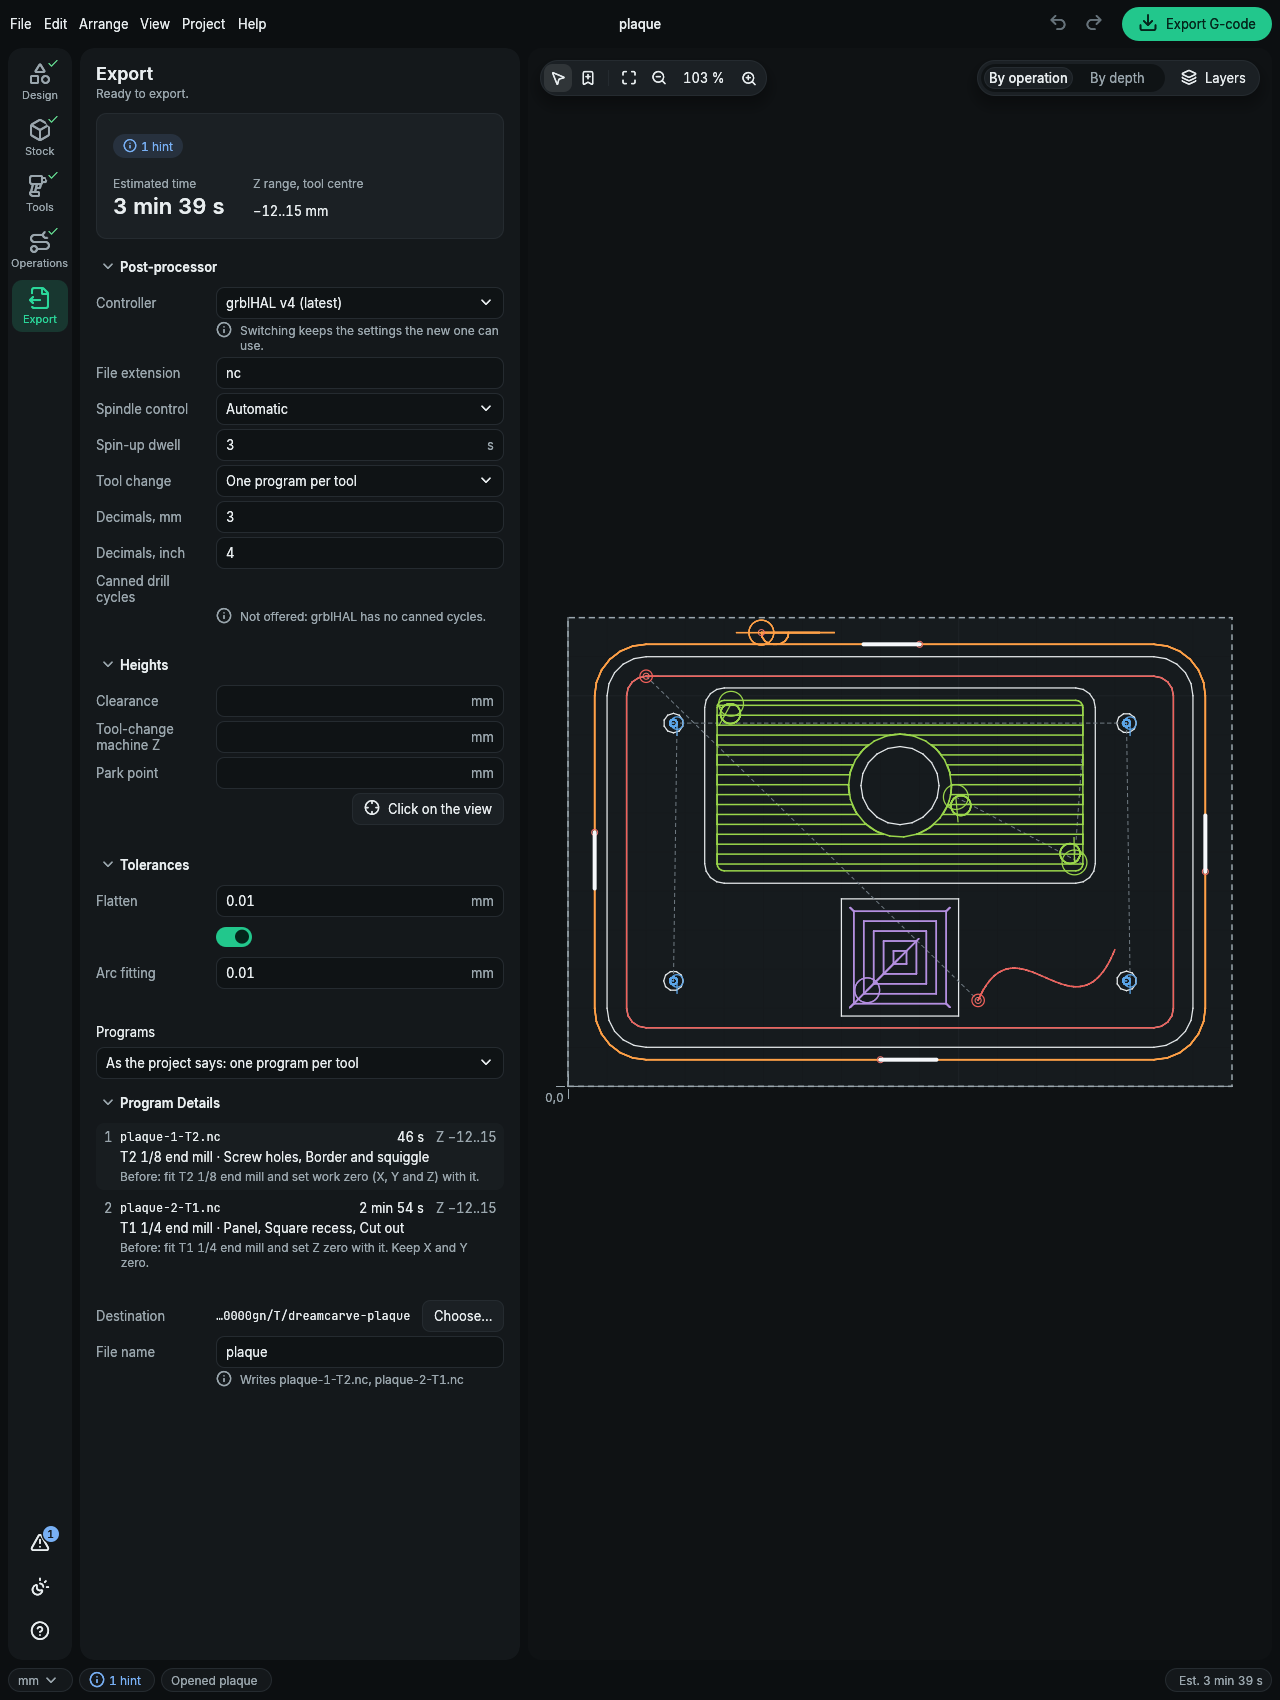 File Edit Arrange View Project Help
plaque
Export G-code
Design
Stock
Tools
Operations
Export
Export
Ready to export.
1 hint
Estimated time
3 min 39 s
Z range, tool centre
−12..15 mm
Post-processor
Controller
grblHAL v4 (latest)
Switching keeps the settings the new one can
use.
File extension
nc
Spindle control
Automatic
Spin-up dwell
3 s
Tool change
One program per tool
Decimals, mm
3
Decimals, inch
4
Canned drill
cycles
Not offered: grblHAL has no canned cycles.
Heights
Clearance
mm
Tool-change
machine Z
mm
Park point
mm
Click on the view
Tolerances
Flatten
0.01 mm
Arc fitting
0.01 mm
Programs
As the project says: one program per tool
Program Details
1 plaque-1-T2.nc 46 s Z −12..15
T2 1/8 end mill · Screw holes, Border and squiggle
Before: fit T2 1/8 end mill and set work zero (X, Y and Z) with it.
2 plaque-2-T1.nc 2 min 54 s Z −12..15
T1 1/4 end mill · Panel, Square recess, Cut out
Before: fit T1 1/4 end mill and set Z zero with it. Keep X and Y
zero.
Destination
…0000gn/T/dreamcarve-plaque
Choose...
File name
plaque
Writes plaque-1-T2.nc, plaque-2-T1.nc
103 %
By operation
By depth
Layers
0,0
1
mm
1 hint
Opened plaque
Est. 3 min 39 s